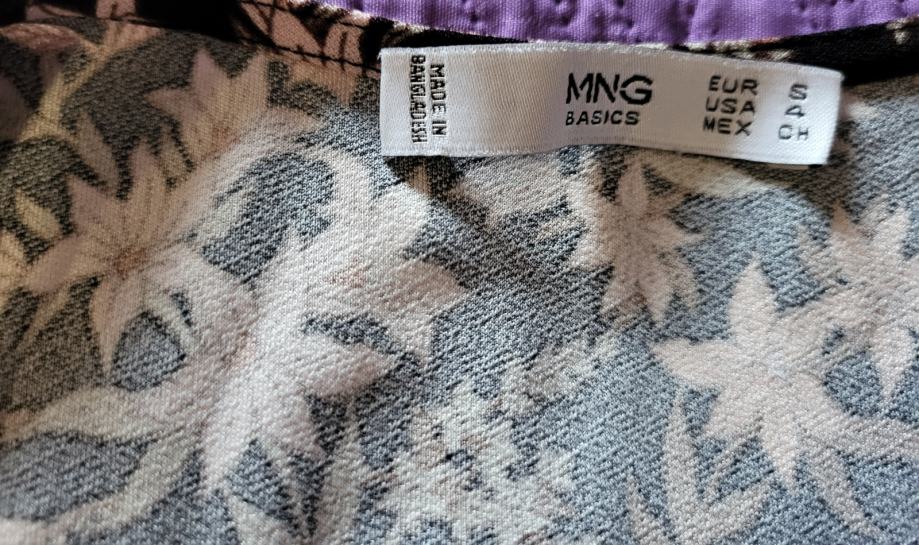 MADE IN
BANGLADESH
MNG
BASICS
EUR S
USA 4
MEX CH